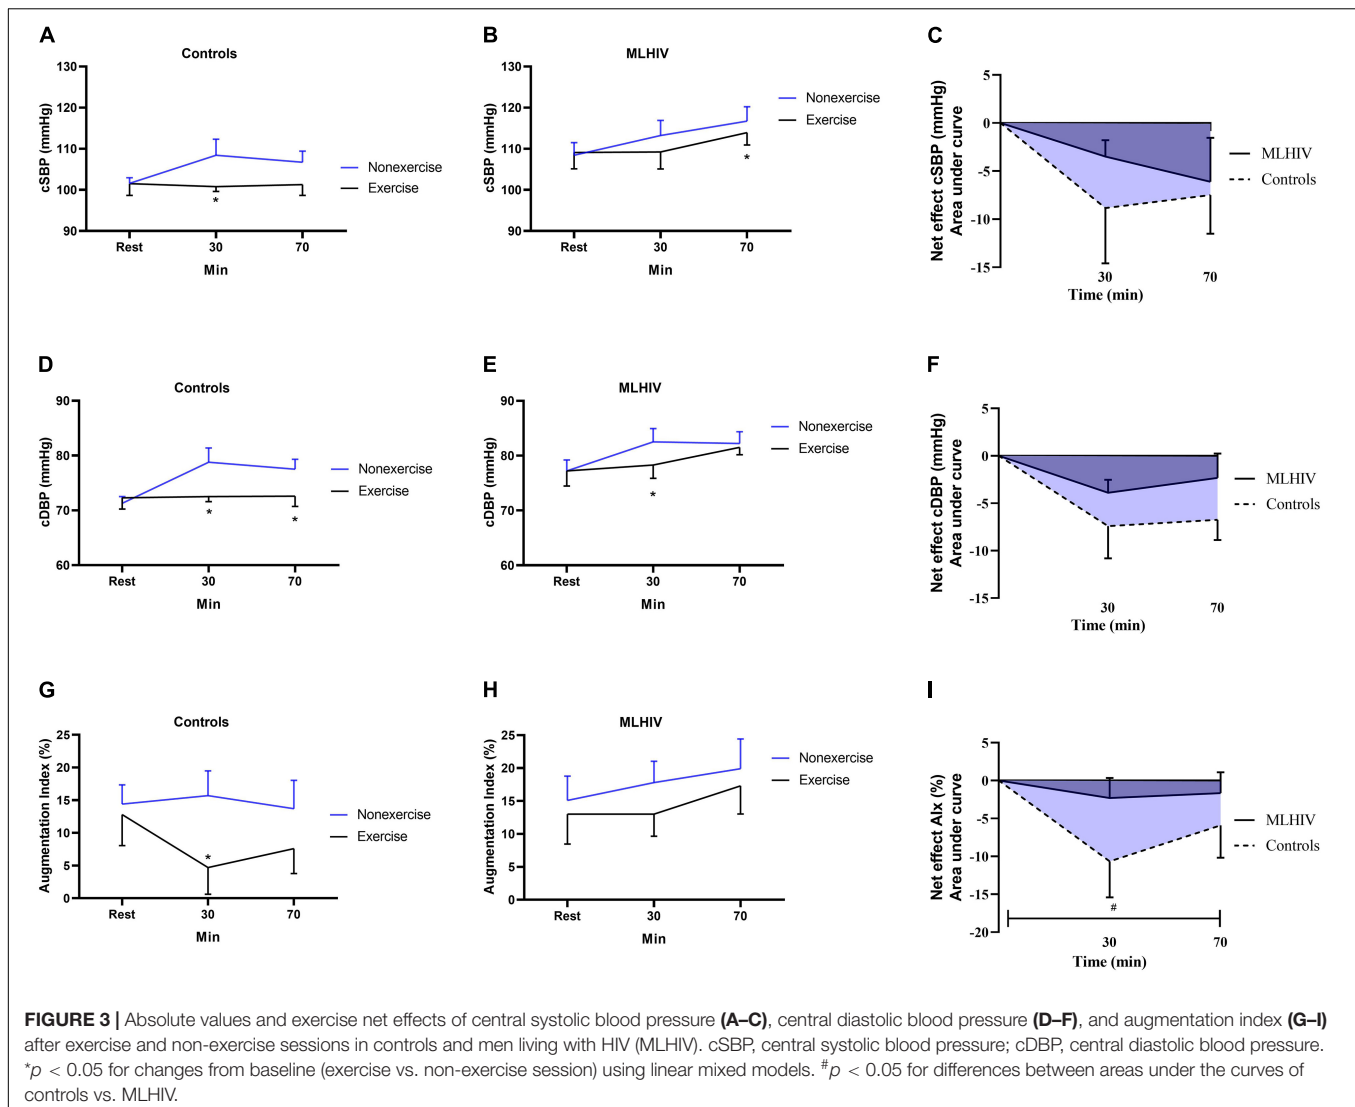 A
Controls
130
120
110
100
90
cSBP (mmHg)
Rest
30
70
Min
Nonexercise
Exercise
*
B
MLHIV
130
120
110
100
90
cSBP (mmHg)
Rest
30
70
Min
Nonexercise
Exercise
*
C
5
0
-5
-10
-15
Net effect cSBP (mmHg)
Area under curve
30
70
Time (min)
MLHIV
Controls
D
Controls
90
80
70
60
cDBP (mmHg)
Rest
30
70
Min
Nonexercise
Exercise
*
*
E
MLHIV
90
80
70
60
cDBP (mmHg)
Rest
30
70
Min
Nonexercise
Exercise
*
F
5
0
-5
-10
-15
Net effect cDBP (mmHg)
Area under curve
30
70
Time (min)
MLHIV
Controls
G
Controls
25
20
15
10
5
0
Augmentation Index (%)
Rest
30
70
Min
Nonexercise
Exercise
*
H
MLHIV
25
20
15
10
5
0
Augmentation Index (%)
Rest
30
70
Min
Nonexercise
Exercise
I
5
0
-5
-10
-15
-20
Net effect AIx (%)
Area under curve
#
30
70
Time (min)
MLHIV
Controls
FIGURE 3 | Absolute values and exercise net effects of central systolic blood pressure (A–C), central diastolic blood pressure (D–F), and augmentation index (G–I)
after exercise and non-exercise sessions in controls and men living with HIV (MLHIV). cSBP, central systolic blood pressure; cDBP, central diastolic blood pressure.
*p < 0.05 for changes from baseline (exercise vs. non-exercise session) using linear mixed models. #p < 0.05 for differences between areas under the curves of
controls vs. MLHIV.